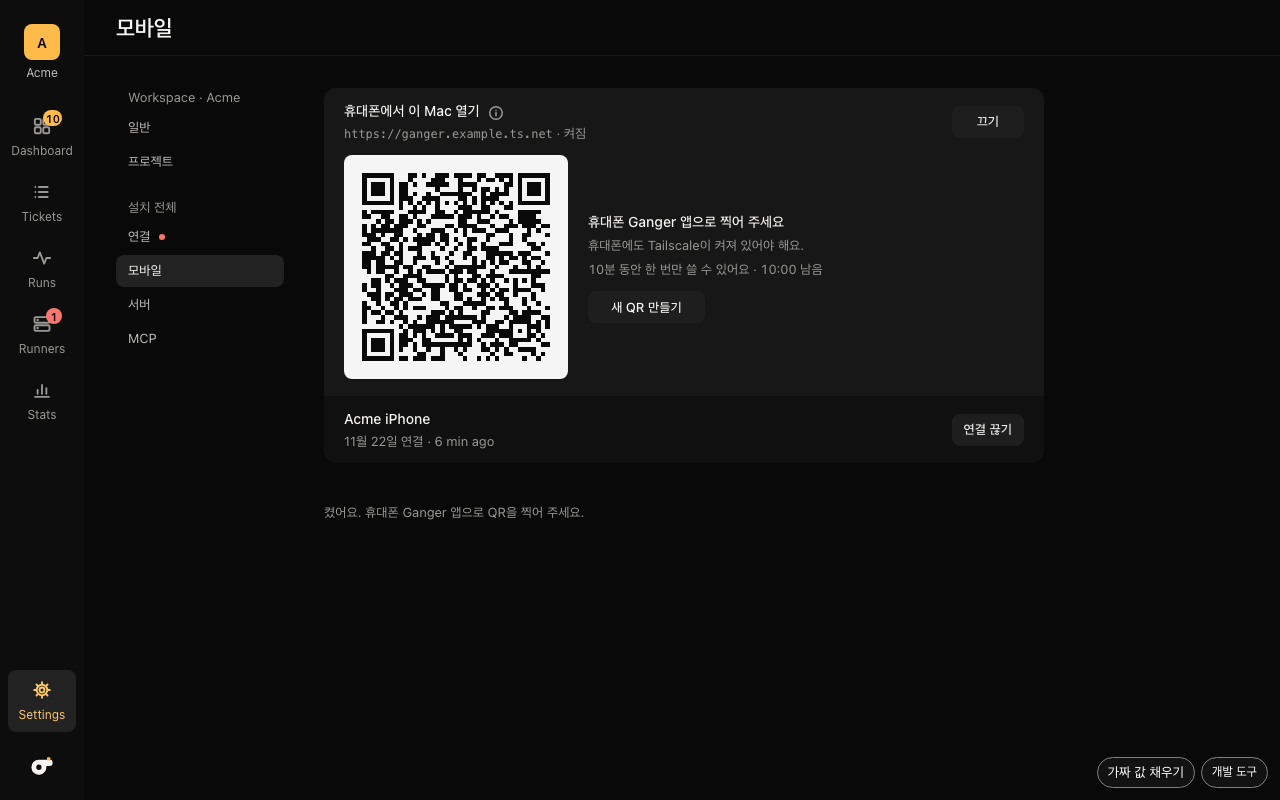 모바일
A
Acme
10
Dashboard
Tickets
Runs
1
Runners
Stats
Settings
Workspace · Acme
일반
프로젝트
설치 전체
연결
모바일
서버
MCP
휴대폰에서 이 Mac 열기
https://ganger.example.ts.net · 켜짐
끄기
휴대폰 Ganger 앱으로 찍어 주세요
휴대폰에도 Tailscale이 켜져 있어야 해요.
10분 동안 한 번만 쓸 수 있어요 · 10:00 남음
새 QR 만들기
Acme iPhone
11월 22일 연결 · 6 min ago
연결 끊기
켰어요. 휴대폰 Ganger 앱으로 QR을 찍어 주세요.
가짜 값 채우기
개발 도구